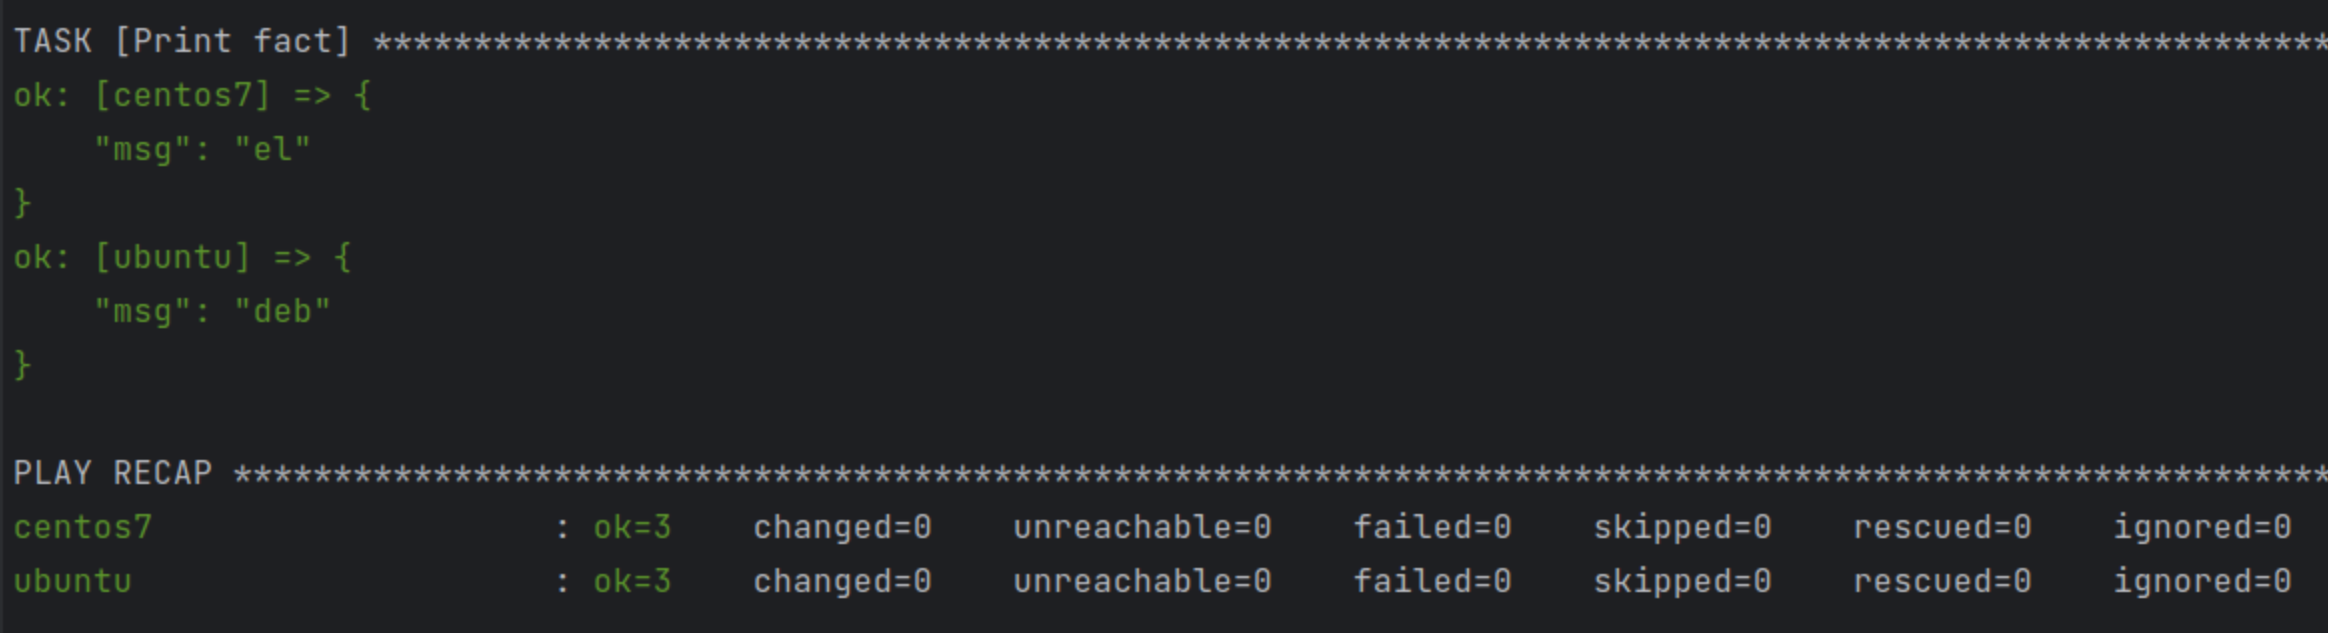 TASK [Print fact] **************************************************************************************************
ok: [centos7] => {
    "msg": "el"
}
ok: [ubuntu] => {
    "msg": "deb"
}
PLAY RECAP *********************************************************************************************************
centos7                    : ok=3    changed=0    unreachable=0    failed=0    skipped=0    rescued=0    ignored=0
ubuntu                     : ok=3    changed=0    unreachable=0    failed=0    skipped=0    rescued=0    ignored=0